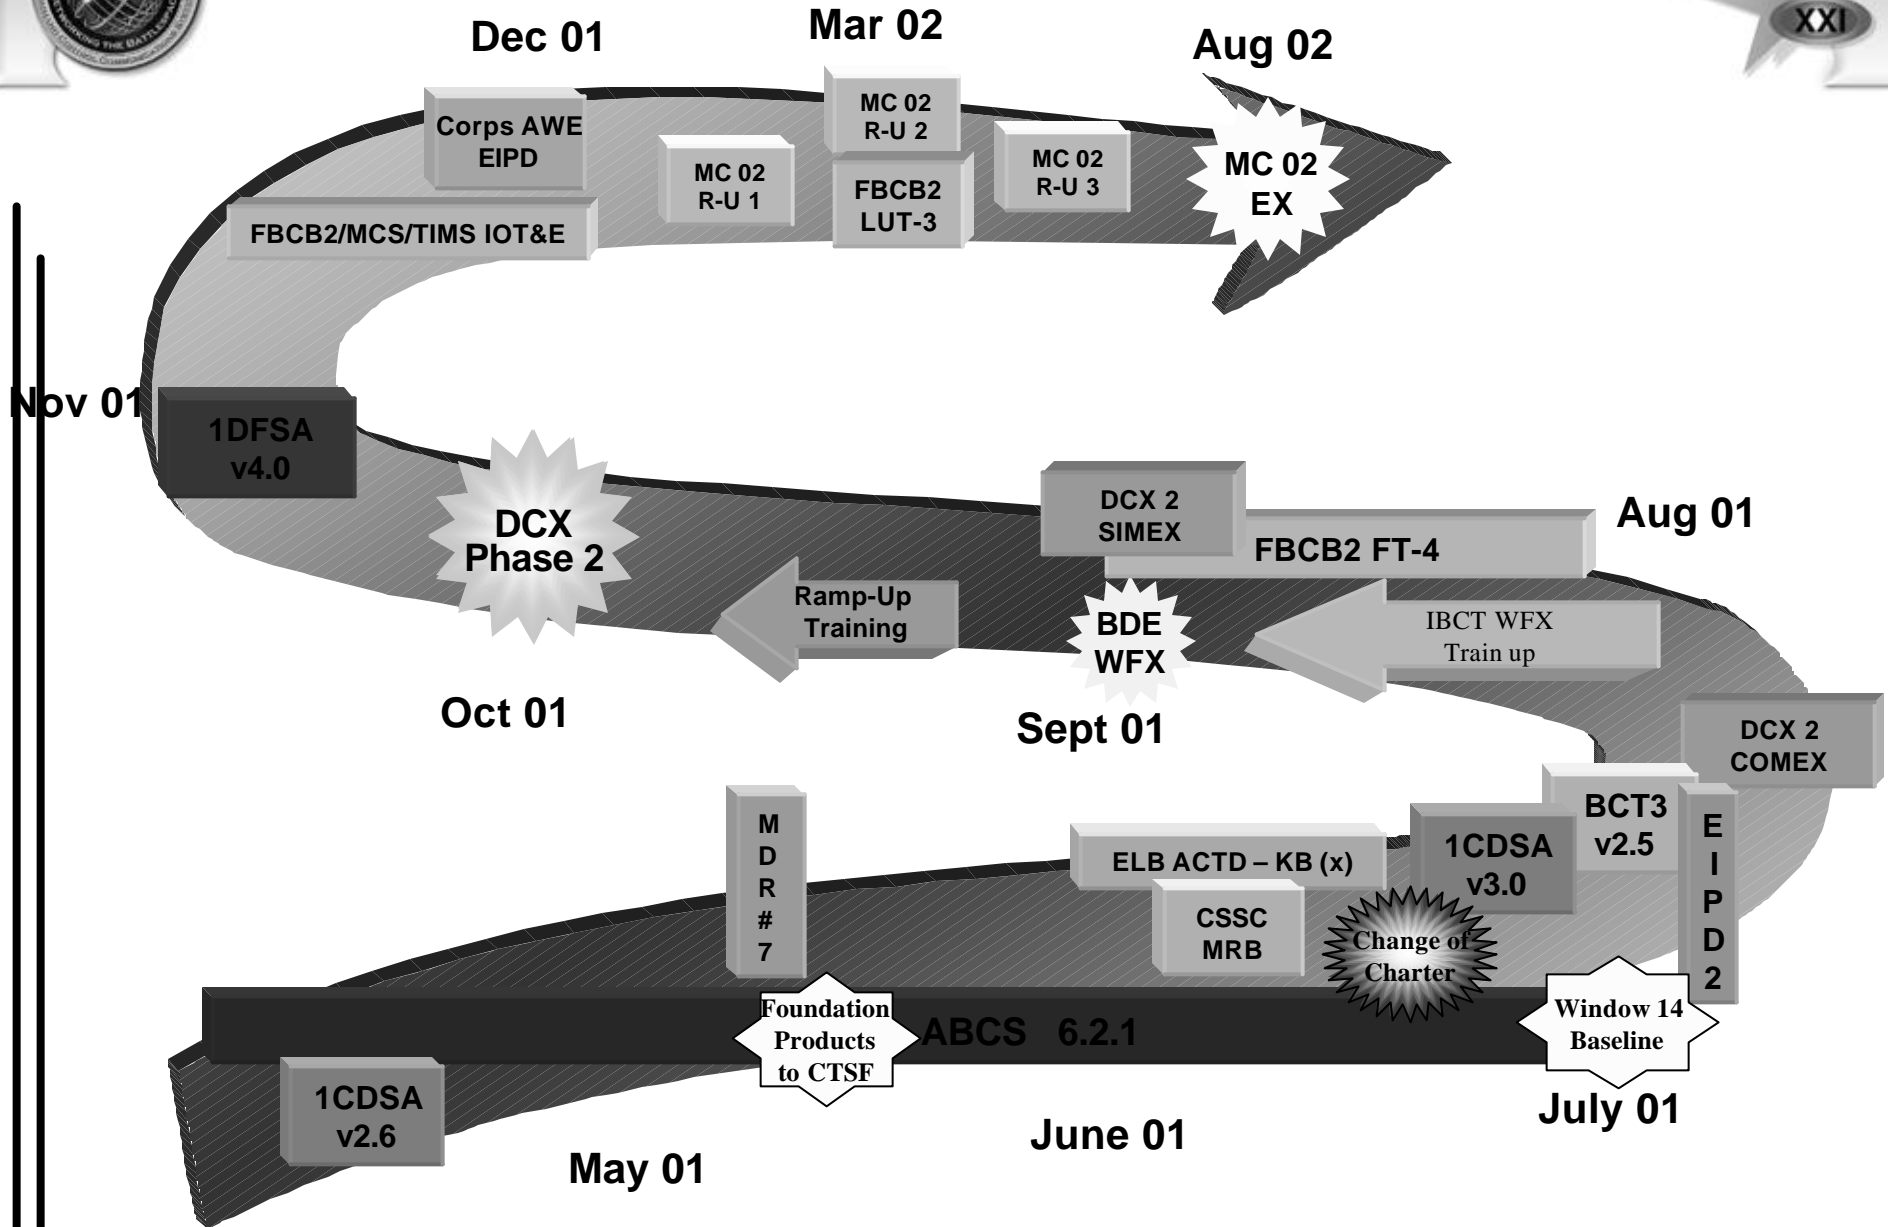 NETWORKING THE
XXI
Dec 01
Mar 02
Aug 02
Corps AWE
EIPD
MC 02
R-U 2
MC 02
R-U 1
MC 02
R-U 3
MC 02
EX
FBCB2
LUT-3
FBCB2/MCS/TIMS IOT&E
Nov 01
1DFSA
v4.0
DCX
Phase 2
DCX 2
SIMEX
FBCB2 FT-4
Aug 01
Ramp-Up
Training
BDE
WFX
IBCT WFX
Train up
Oct 01
Sept 01
DCX 2
COMEX
M
D
R
#
7
ELB ACTD – KB (x)
1CDSA
v3.0
BCT3
v2.5
E
I
P
D
2
CSSC
MRB
Change of
Charter
Foundation
Products
to CTSF
ABCS 6.2.1
Window 14
Baseline
1CDSA
v2.6
May 01
June 01
July 01